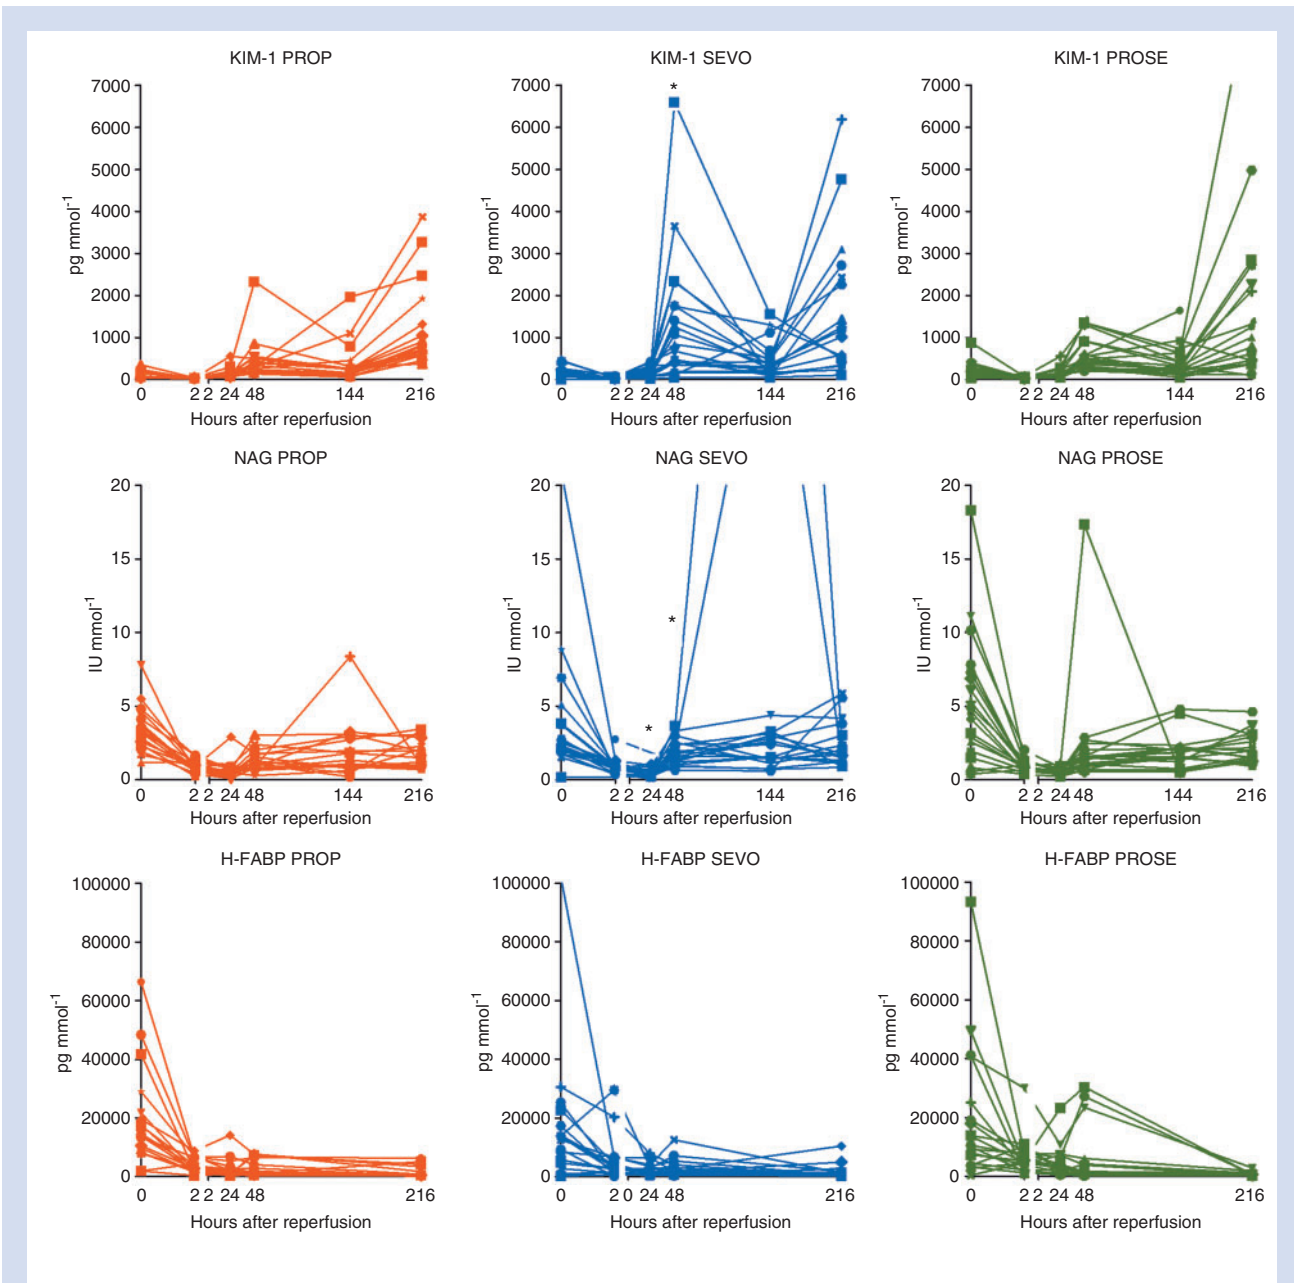 KIM-1 PROP
7000
6000
5000
4000
3000
2000
1000
0
pg mmol-1
0 2 2 24 48 144 216
Hours after reperfusion
KIM-1 SEVO
7000
6000
5000
4000
3000
2000
1000
0
pg mmol-1
*
0 2 2 24 48 144 216
Hours after reperfusion
KIM-1 PROSE
7000
6000
5000
4000
3000
2000
1000
0
pg mmol-1
0 2 2 24 48 144 216
Hours after reperfusion
NAG PROP
20
15
10
5
0
IU mmol-1
0 2 2 24 48 144 216
Hours after reperfusion
NAG SEVO
20
15
10
5
0
IU mmol-1
*
*
0 2 2 24 48 144 216
Hours after reperfusion
NAG PROSE
20
15
10
5
0
IU mmol-1
0 2 2 24 48 144 216
Hours after reperfusion
H-FABP PROP
100000
80000
60000
40000
20000
0
pg mmol-1
0 2 2 24 48 216
Hours after reperfusion
H-FABP SEVO
100000
80000
60000
40000
20000
0
pg mmol-1
0 2 0 24 48 216
Hours after reperfusion
H-FABP PROSE
100000
80000
60000
40000
20000
0
pg mmol-1
0 2 2 24 48 216
Hours after reperfusion